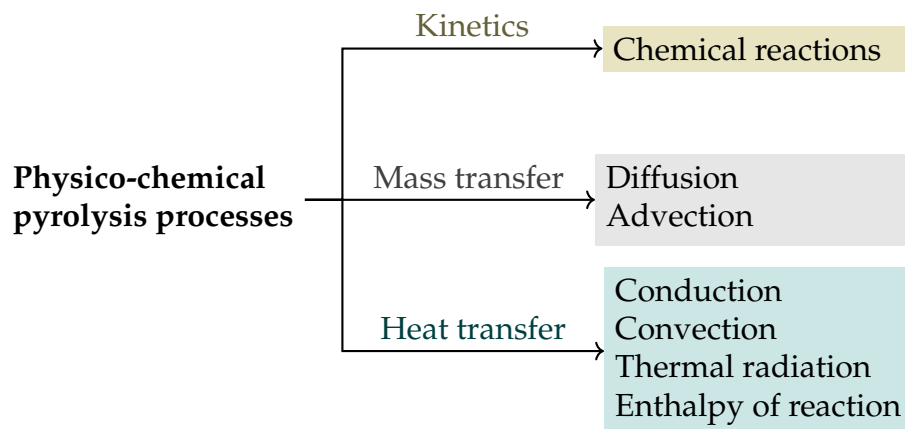 Kinetics
Chemical reactions
Physico-chemical
pyrolysis processes
Mass transfer
Diffusion
Advection
Heat transfer
Conduction
Convection
Thermal radiation
Enthalpy of reaction